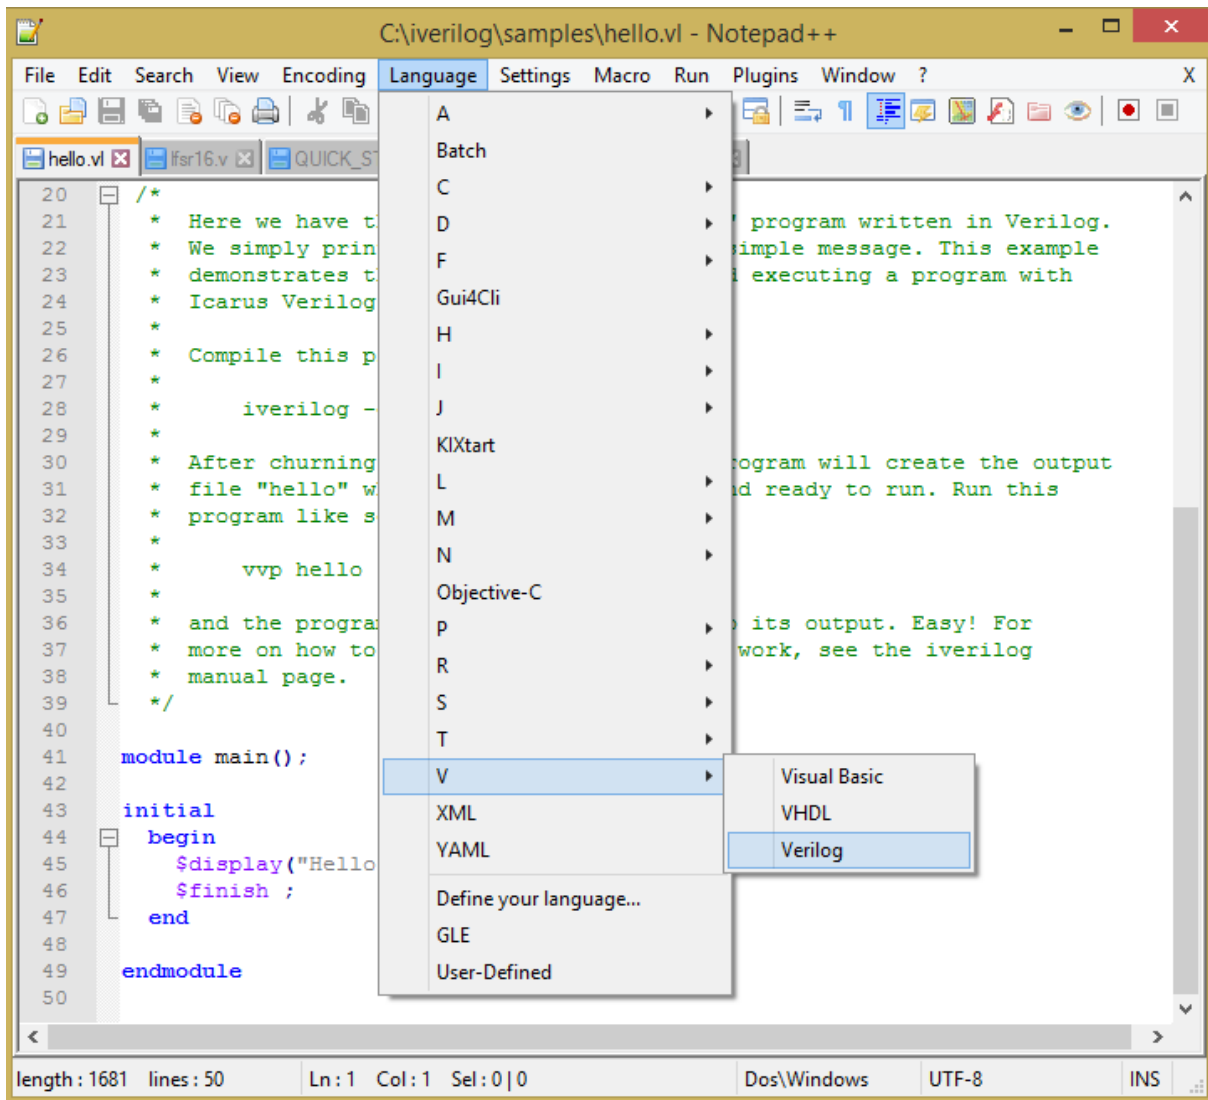 C:\iverilog\samples\hello.vl - Notepad++
File Edit Search View Encoding Language Settings Macro Run Plugins Window ? X
hello.vl lfsr16.v QUICK_S
20 /*
21 * Here we have t ' program written in Verilog.
22 * We simply prin simple message. This example
23 * demonstrates t executing a program with
24 * Icarus Verilog
25 *
26 * Compile this p
27 *
28 * iverilog -
29 *
30 * After churning rogram will create the output
31 * file "hello" w d ready to run. Run this
32 * program like s
33 *
34 * vvp hello
35 *
36 * and the progra its output. Easy! For
37 * more on how to work, see the iverilog
38 * manual page.
39 */
40
41 module main();
42
43 initial
44 begin
45 $display("Hello
46 $finish ;
47 end
48
49 endmodule
50
A
Batch
C
D
F
Gui4Cli
H
I
J
KIXtart
L
M
N
Objective-C
P
R
S
T
V
XML
YAML
Define your language...
GLE
User-Defined
Visual Basic
VHDL
Verilog
length : 1681 lines : 50 Ln : 1 Col : 1 Sel : 0 | 0 Dos\Windows UTF-8 INS